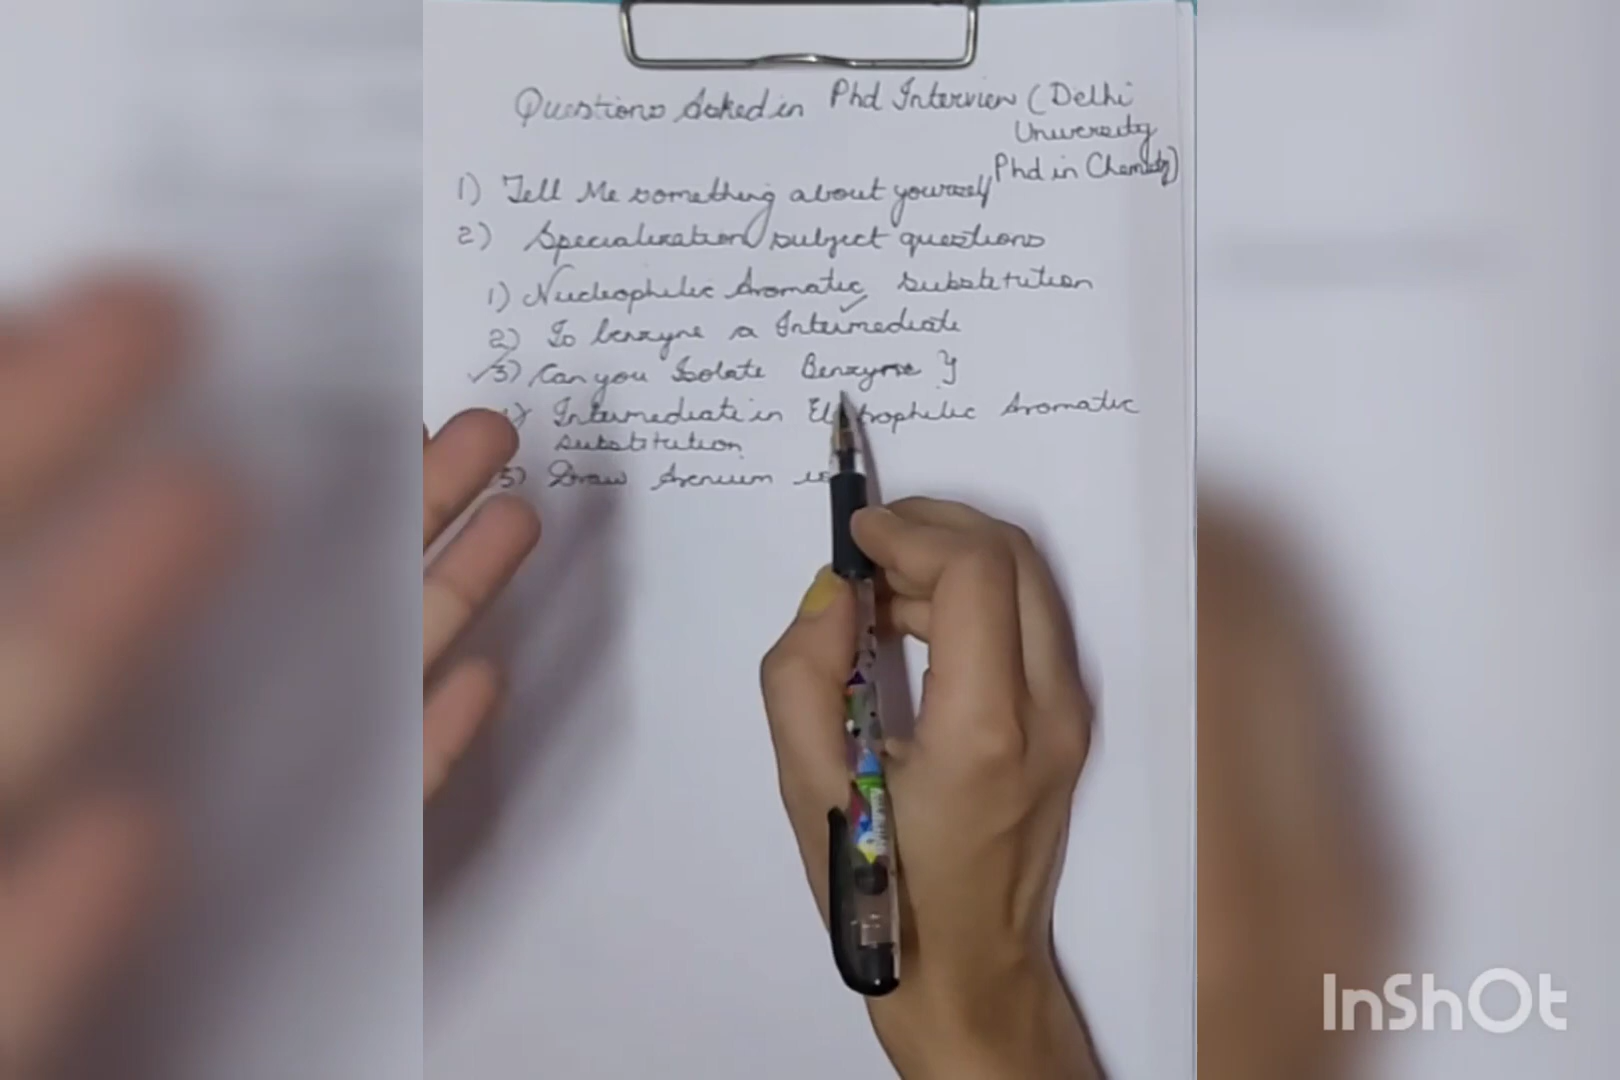 Questions Asked in Phd Interview (Delhi
University
Phd in Chemistry)
1) Tell Me something about yourself
2) Specialization subject questions
1) Nucleophilic Aromatic substitution
2) Is benzyne a Intermediate
3) Can you Isolate Benzyne
Intermediate in Electrophilic Aromatic
substitution
5) Draw Arenium
InShOt